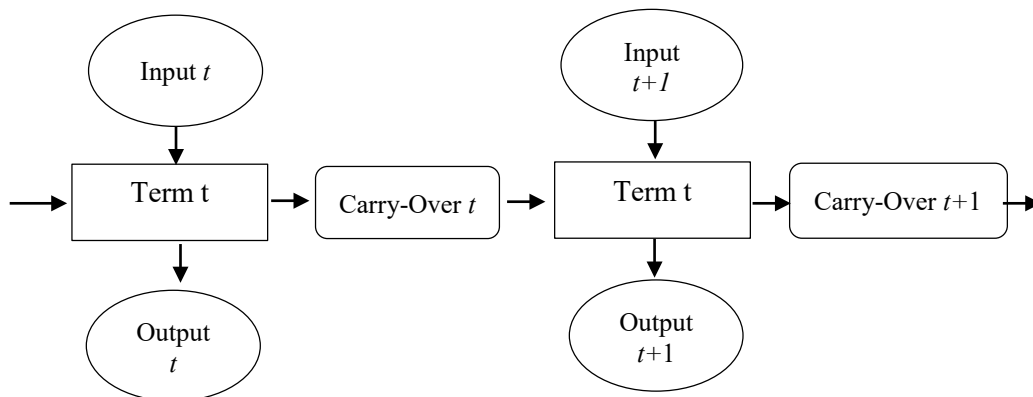 Input t
Input
t+1
Term t
Carry-Over t
Term t
Carry-Over t+1
Output
t
Output
t+1